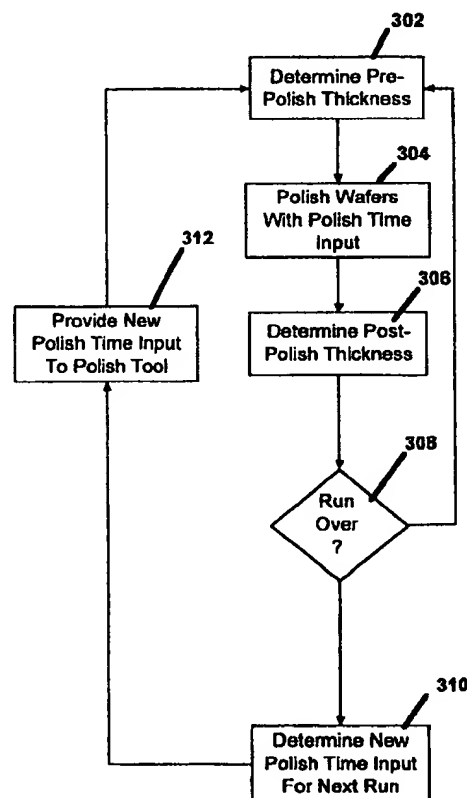 302
Determine Pre-
Polish Thickness
304
Polish Wafers
With Polish Time
Input
312
306
Provide New
Polish Time Input
To Polish Tool
Determine Post-
Polish Thickness
308
Run
Over
?
310
Determine New
Polish Time Input
For Next Run